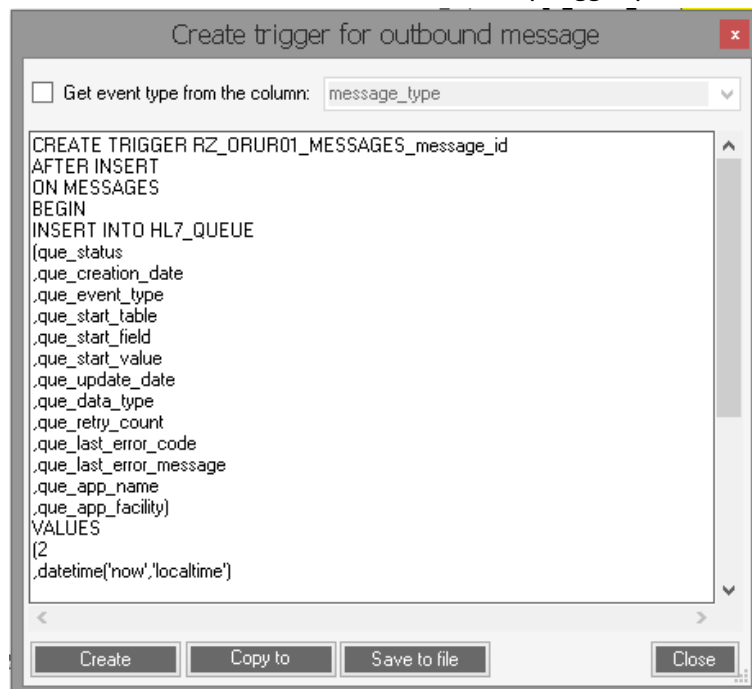 Create trigger for outbound message
x
Get event type from the column: message_type
CREATE TRIGGER RZ_ORUR01_MESSAGES_message_id
AFTER INSERT
ON MESSAGES
BEGIN
INSERT INTO HL7_QUEUE
(que_status
,que_creation_date
,que_event_type
,que_start_table
,que_start_field
,que_start_value
,que_update_date
,que_data_type
,que_retry_count
,que_last_error_code
,que_last_error_message
,que_app_name
,que_app_facility)
VALUES
(2
,datetime('now','localtime')
Create Copy to Save to file Close